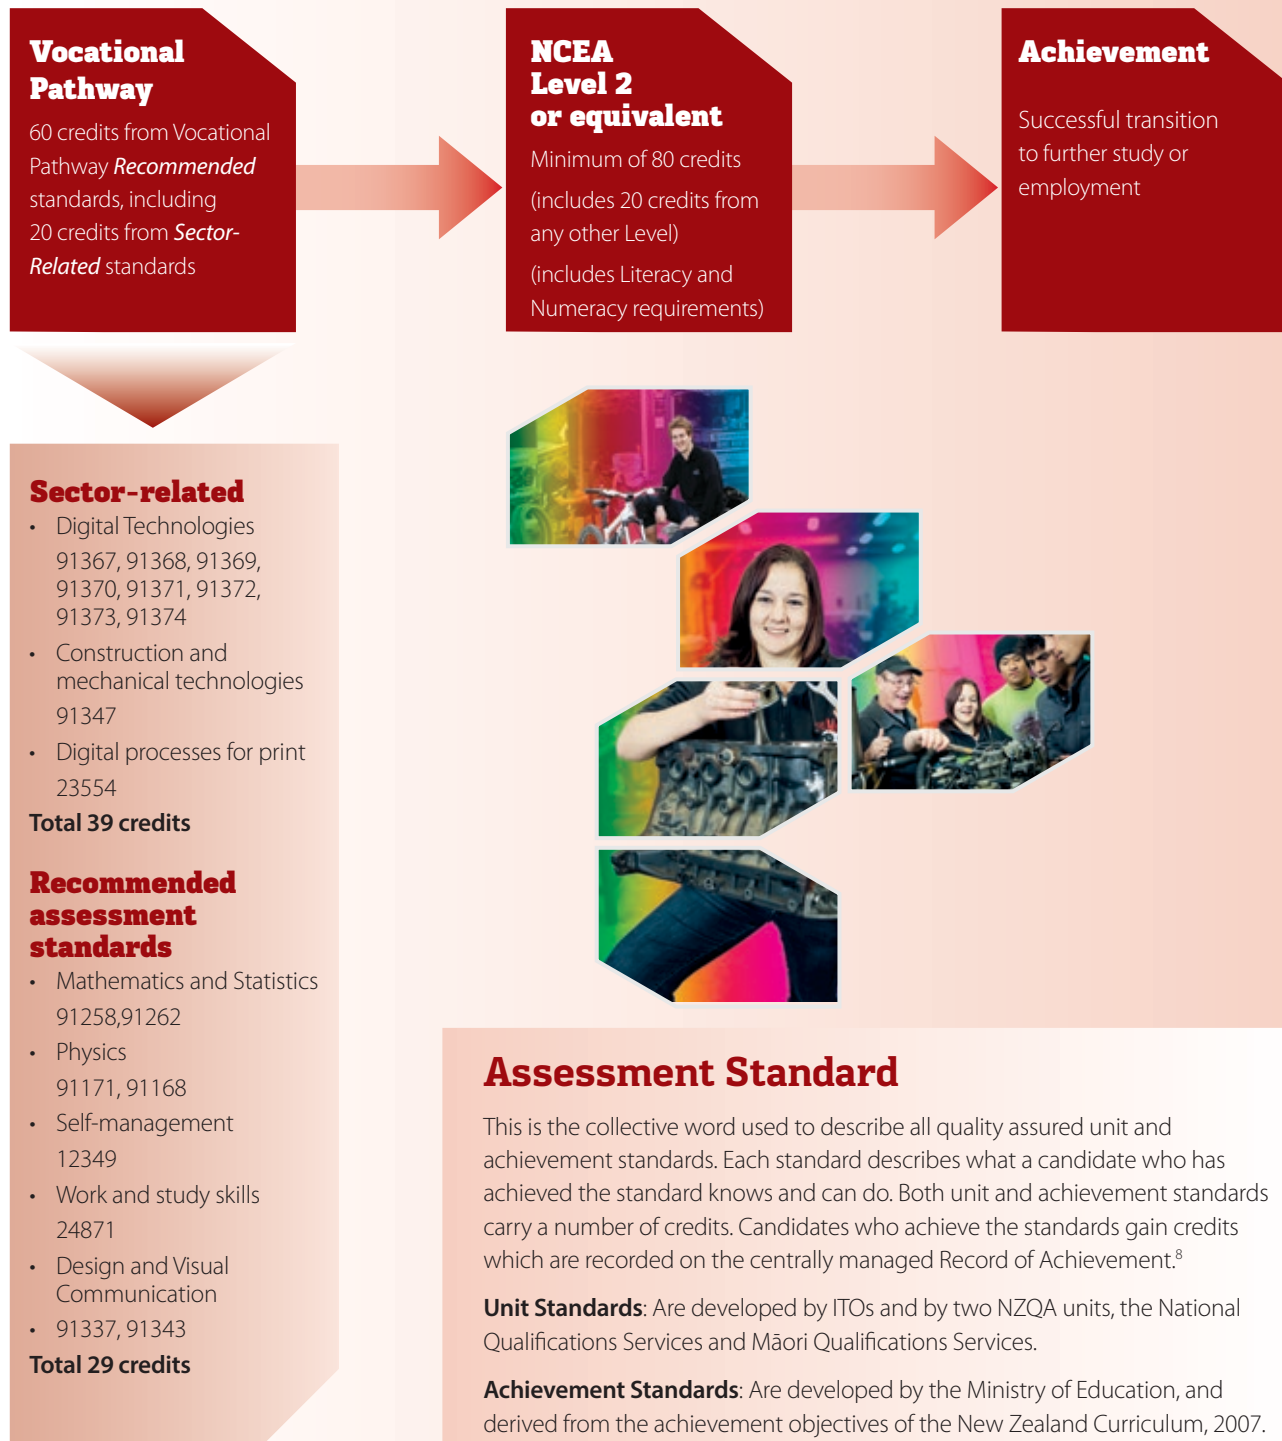 Vocational
Pathway
60 credits from Vocational
Pathway Recommended
standards, including
20 credits from Sector-
Related standards
NCEA
Level 2
or equivalent
Minimum of 80 credits
(includes 20 credits from
any other Level)
(includes Literacy and
Numeracy requirements)
Achievement
Successful transition
to further study or
employment
Sector-related
• Digital Technologies
91367, 91368, 91369,
91370, 91371, 91372,
91373, 91374
• Construction and
mechanical technologies
91347
• Digital processes for print
23554
Total 39 credits
Recommended
assessment
standards
• Mathematics and Statistics
91258,91262
• Physics
91171, 91168
• Self-management
12349
• Work and study skills
24871
• Design and Visual
Communication
• 91337, 91343
Total 29 credits
Assessment Standard
This is the collective word used to describe all quality assured unit and
achievement standards. Each standard describes what a candidate who has
achieved the standard knows and can do. Both unit and achievement standards
carry a number of credits. Candidates who achieve the standards gain credits
which are recorded on the centrally managed Record of Achievement.⁸
Unit Standards: Are developed by ITOs and by two NZQA units, the National
Qualifications Services and Māori Qualifications Services.
Achievement Standards: Are developed by the Ministry of Education, and
derived from the achievement objectives of the New Zealand Curriculum, 2007.